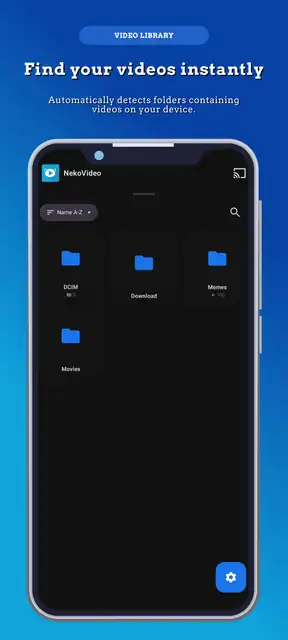 VIDEO LIBRARY
Find your videos instantly
Automatically detects folders containing
videos on your device.
NekoVideo
Name A-Z
DCIM
Download
Memes
Movies